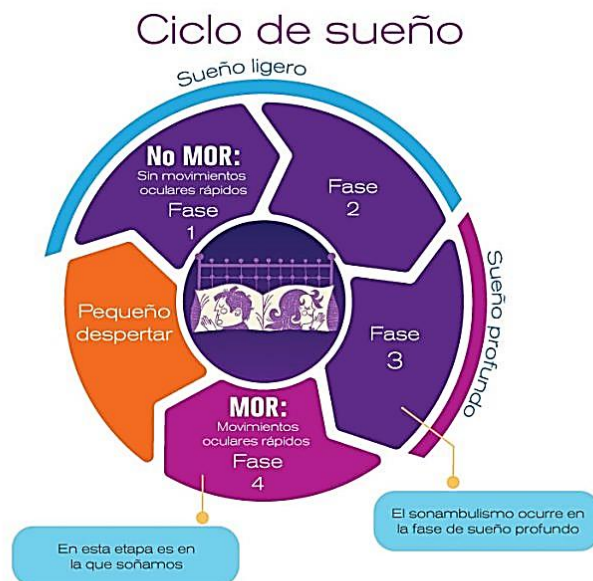 Ciclo de sueño
Sueño ligero
No MOR:
Sin movimientos
oculares rápidos
Fase
1
Fase
2
Sueño profundo
Fase
3
El sonambulismo ocurre en
la fase de sueño profundo
MOR:
Movimientos
oculares rápidos
Fase
4
En esta etapa es en
la que soñamos
Pequeño
despertar